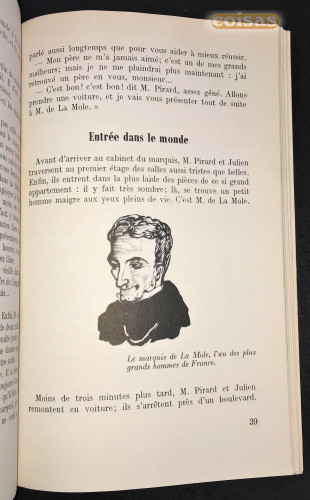 coisas
parlé aussi longtemps que pour vous aider à mieux réussir.
— Mon père ne m'a jamais aimé; c'est un de mes grands
malheurs; mais je ne me plaindrai plus maintenant : j'ai
retrouvé un père en vous, monsieur...
— C'est bon! c'est bon! dit M. Pirard, assez gêné. Allons
prendre une voiture, et je vais vous présenter tout de suite
à M. de La Mole. »
Entrée dans le monde
Avant d'arriver au cabinet du marquis, M. Pirard et Julien
traversent au premier étage des salles aussi tristes que belles.
Enfin, ils entrent dans la plus laide des pièces de ce si grand
appartement : il y fait très sombre; là, se trouve un petit
homme maigre aux yeux pleins de vie. C'est M. de La Mole.
Le marquis de La Mole, l'un des plus
grands hommes de France.
Moins de trois minutes plus tard, M. Pirard et Julien
remontent en voiture; ils s'arrêtent près d'un boulevard.
39